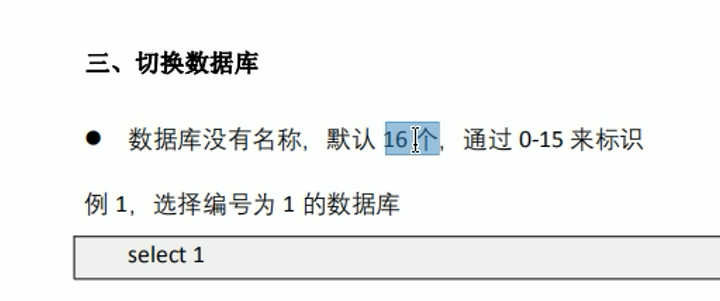 三、切换数据库
● 数据库没有名称，默认 16 个，通过 0-15 来标识
例 1，选择编号为 1 的数据库
select 1